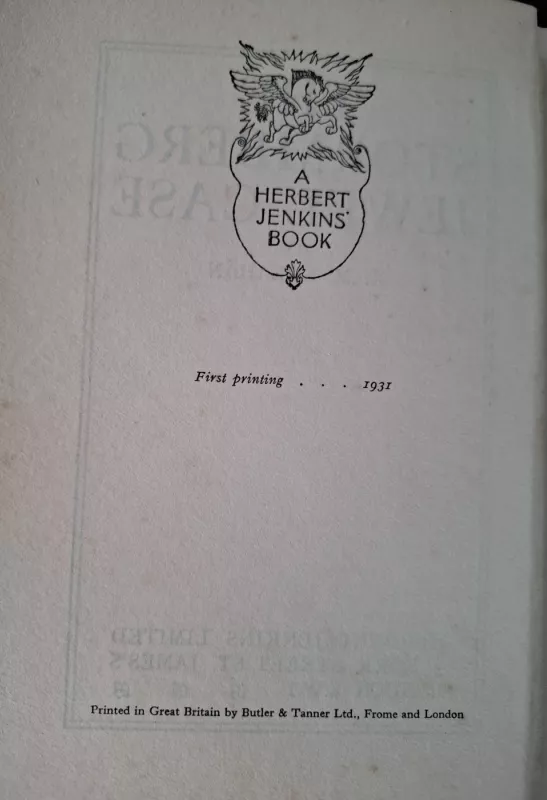 A
HERBERT
JENKINS'
BOOK
First printing . . . 1931
Printed in Great Britain by Butler & Tanner Ltd., Frome and London